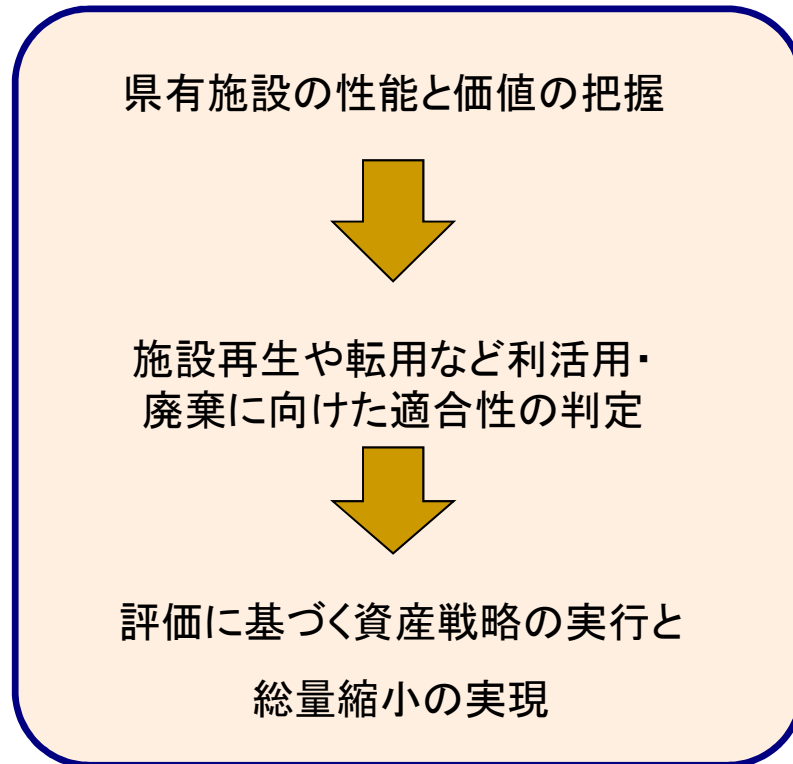 県有施設の性能と価値の把握
施設再生や転用など利活用・
廃棄に向けた適合性の判定
評価に基づく資産戦略の実行と
総量縮小の実現